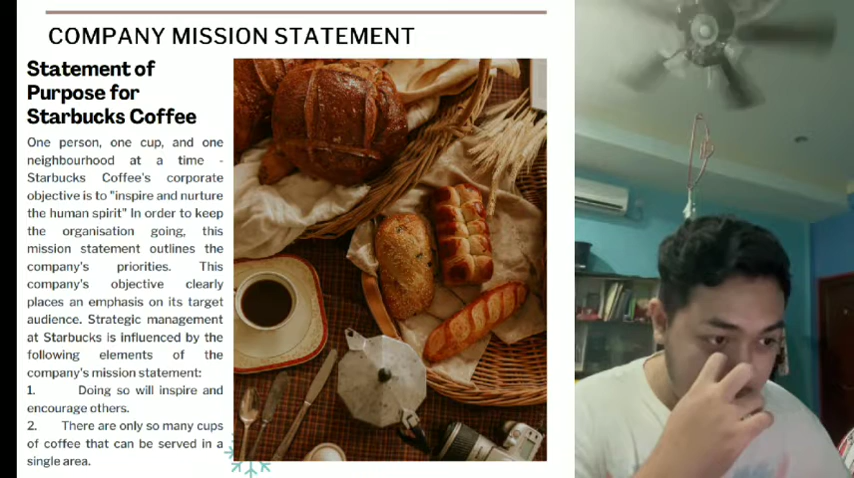 COMPANY MISSION STATEMENT
Statement of
Purpose for
Starbucks Coffee
One person, one cup, and one
neighbourhood at a time -
Starbucks Coffee's corporate
objective is to "inspire and nurture
the human spirit" In order to keep
the organisation going, this
mission statement outlines the
company's priorities. This
company's objective clearly
places an emphasis on its target
audience. Strategic management
at Starbucks is influenced by the
following elements of the
company's mission statement:
1. Doing so will inspire and
encourage others.
2. There are only so many cups
of coffee that can be served in a
single area.